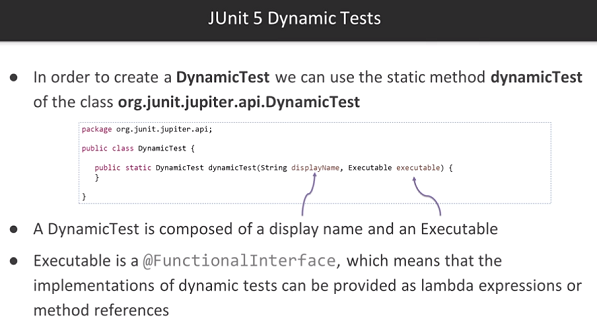 JUnit 5 Dynamic Tests
● In order to create a DynamicTest we can use the static method dynamicTest
of the class org.junit.jupiter.api.DynamicTest
package org.junit.jupiter.api;
public class DynamicTest {
public static DynamicTest dynamicTest(String displayName, Executable executable) {
}
}
● A DynamicTest is composed of a display name and an Executable
● Executable is a @FunctionalInterface, which means that the
implementations of dynamic tests can be provided as lambda expressions or
method references